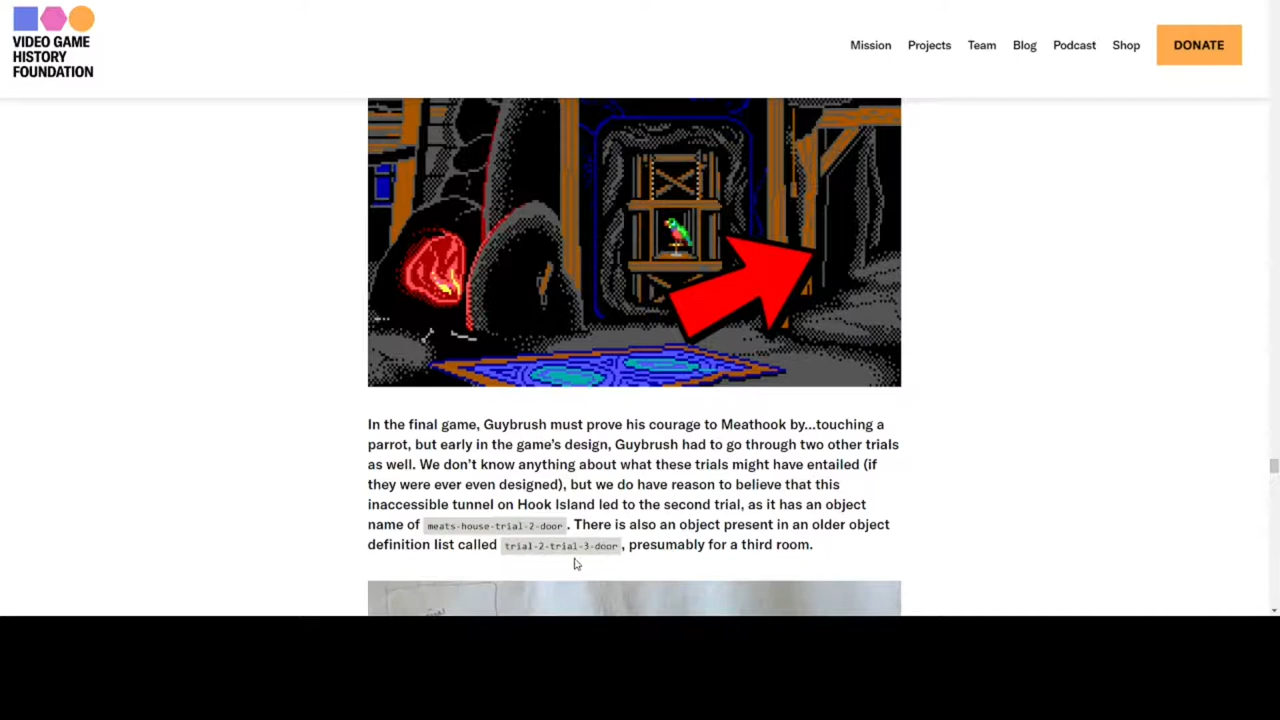 VIDEO GAME
HISTORY
FOUNDATION
Mission Projects Team Blog Podcast Shop DONATE
In the final game, Guybrush must prove his courage to Meathook by...touching a
parrot, but early in the game's design, Guybrush had to go through two other trials
as well. We don't know anything about what these trials might have entailed (if
they were ever even designed), but we do have reason to believe that this
inaccessible tunnel on Hook Island led to the second trial, as it has an object
name of meats-house-trial-2-door. There is also an object present in an older object
definition list called trial-2-trial-3-door, presumably for a third room.